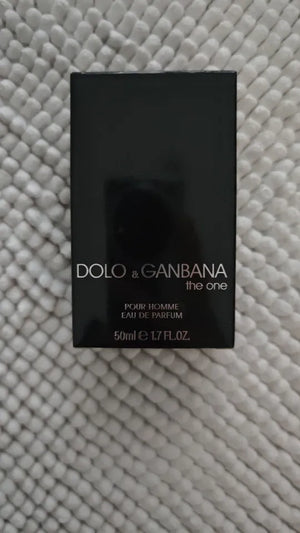 DOLO & GANBANA
the one
POUR HOMME
EAU DE PARFUM
50ml e 1.7 FL.OZ.